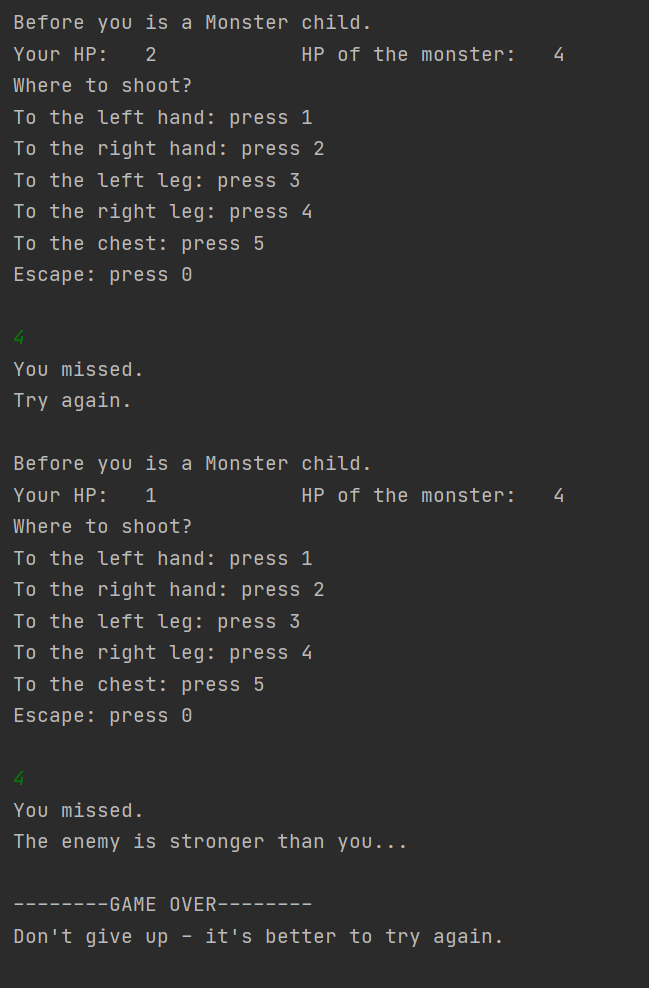 Before you is a Monster child.
Your HP:   2            HP of the monster:   4
Where to shoot?
To the left hand: press 1
To the right hand: press 2
To the left leg: press 3
To the right leg: press 4
To the chest: press 5
Escape: press 0
4
You missed.
Try again.
Before you is a Monster child.
Your HP:   1            HP of the monster:   4
Where to shoot?
To the left hand: press 1
To the right hand: press 2
To the left leg: press 3
To the right leg: press 4
To the chest: press 5
Escape: press 0
4
You missed.
The enemy is stronger than you...
--------GAME OVER--------
Don't give up - it's better to try again.